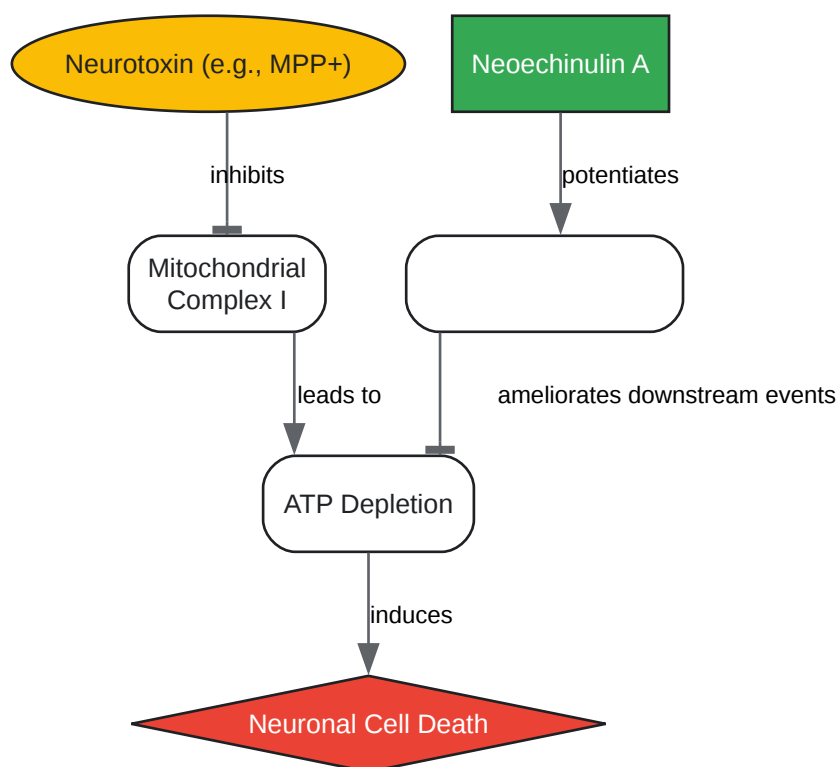 Neurotoxin (e.g., MPP+)
Neoechinulin A
inhibits
potentiates
Mitochondrial
Complex I
leads to
ameliorates downstream events
ATP Depletion
induces
Neuronal Cell Death